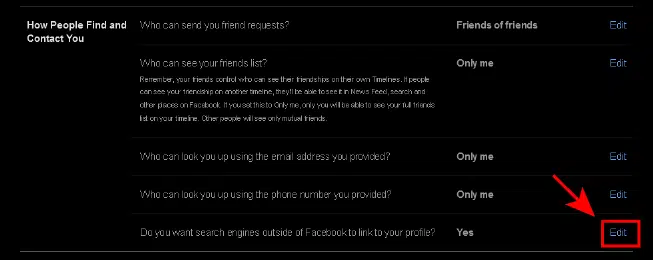 How People Find and Contact You
Who can send you friend requests? Friends of friends Edit
Who can see your friends list? Only me Edit
Remember, your friends control who can see their friendships on their own Timelines. If people
can see your friendship on another timeline, they'll be able to see it in News Feed, search and
other places on Facebook. If you set this to Only me, only you will be able to see your full friends
list on your timeline. Other people will see only mutual friends.
Who can look you up using the email address you provided? Only me Edit
Who can look you up using the phone number you provided? Only me Edit
Do you want search engines outside of Facebook to link to your profile? Yes Edit